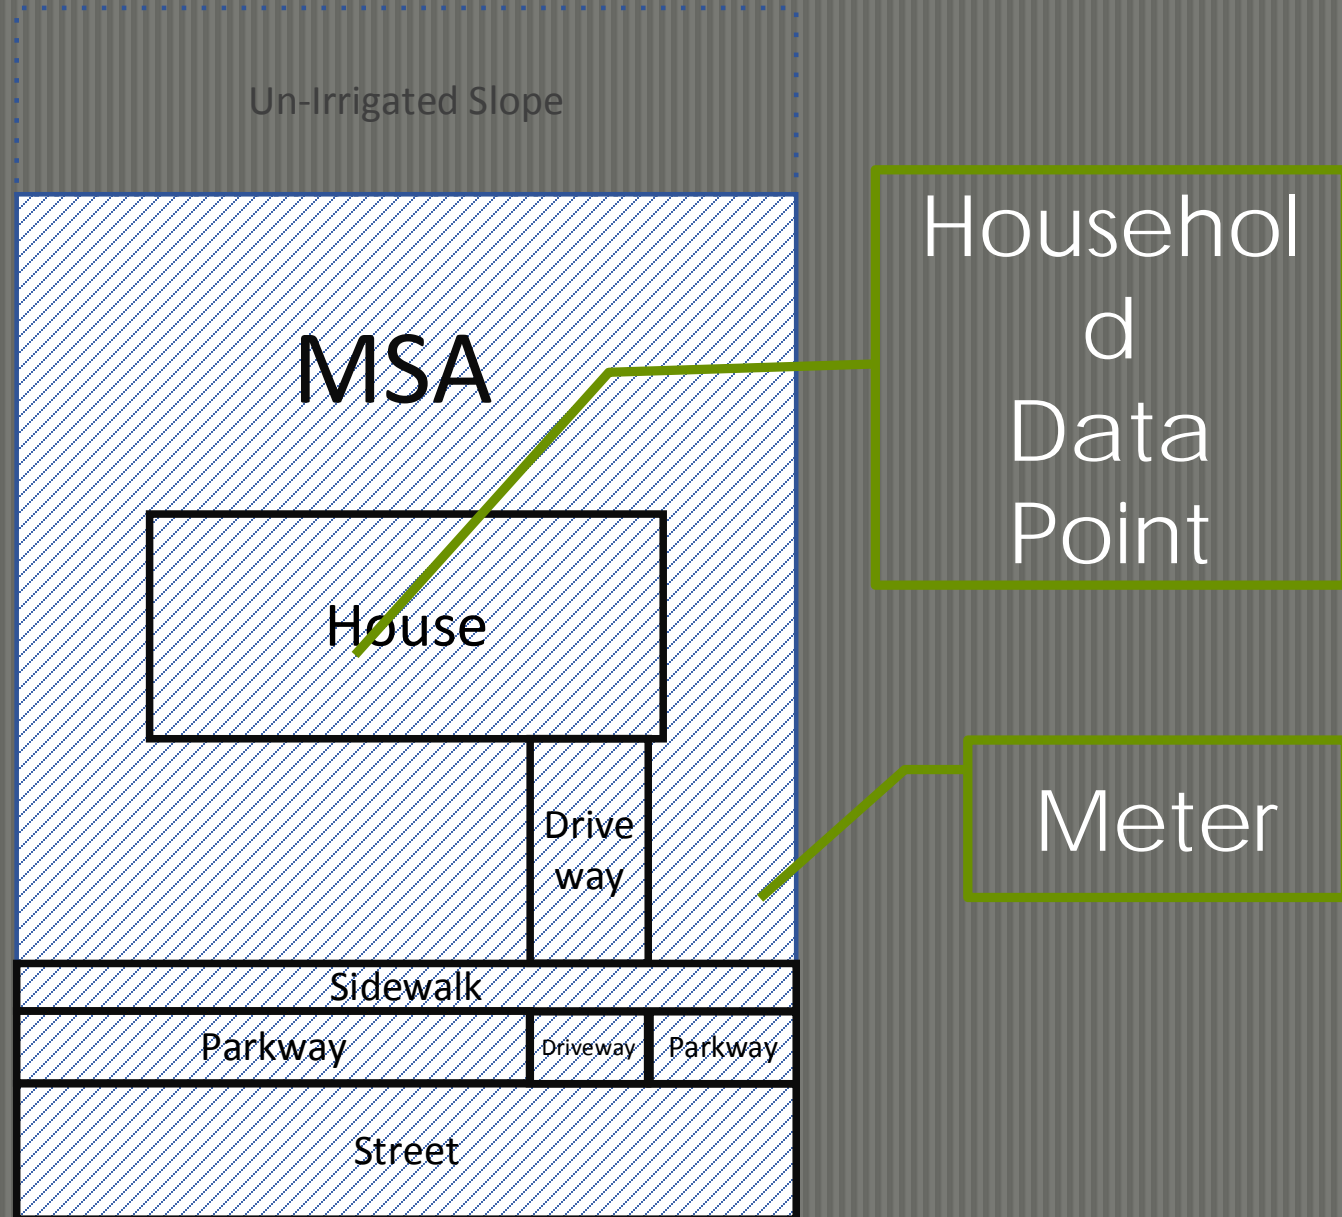 Un-Irrigated Slope
MSA
Househol
d
Data
Point
House
Meter
Drive
way
Sidewalk
Parkway
Driveway
Parkway
Street